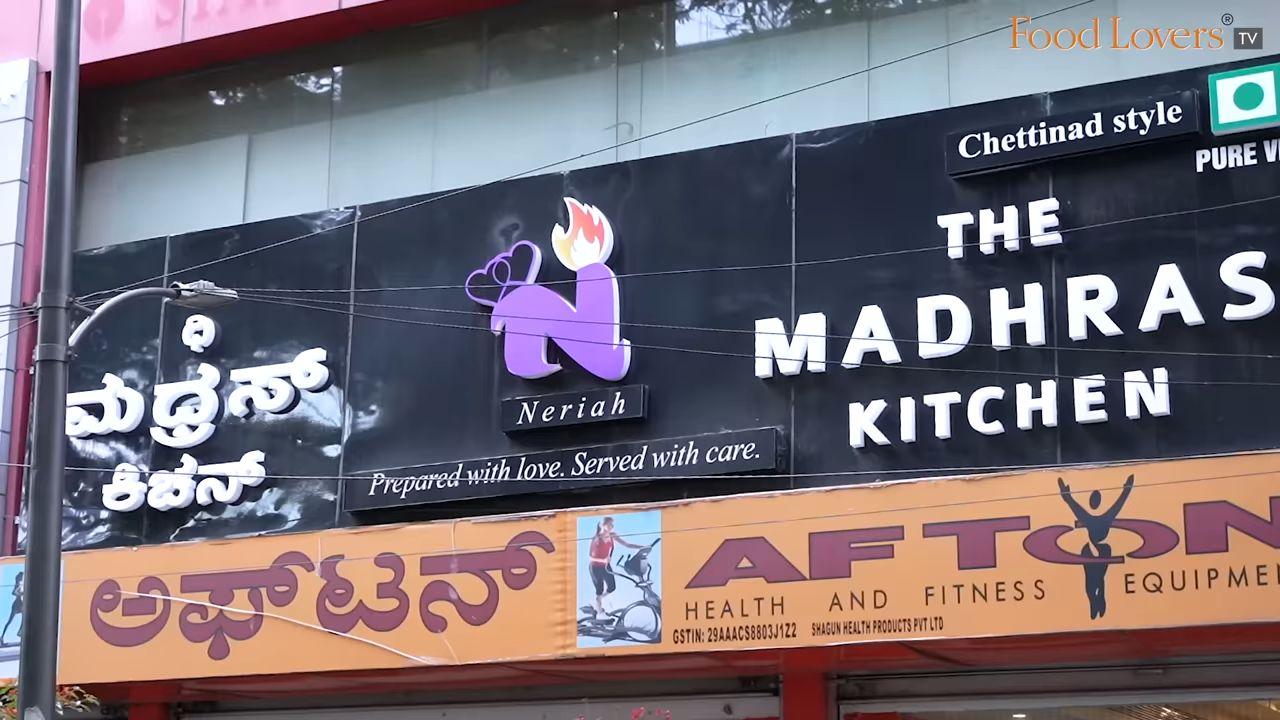 Food Lovers® TV
Chettinad style
PURE
THE
MADHRAS
KITCHEN
Neriah
Prepared with love. Served with care.
ದಿ
ಮದ್ರಸ್
ಕಿಚನ್
ಅಫ್ಟನ್
AFTON
HEALTH AND FITNESS
GSTIN: 29AAACS8803J1Z2 SHAGUN HEALTH PRODUCTS PVT LTD